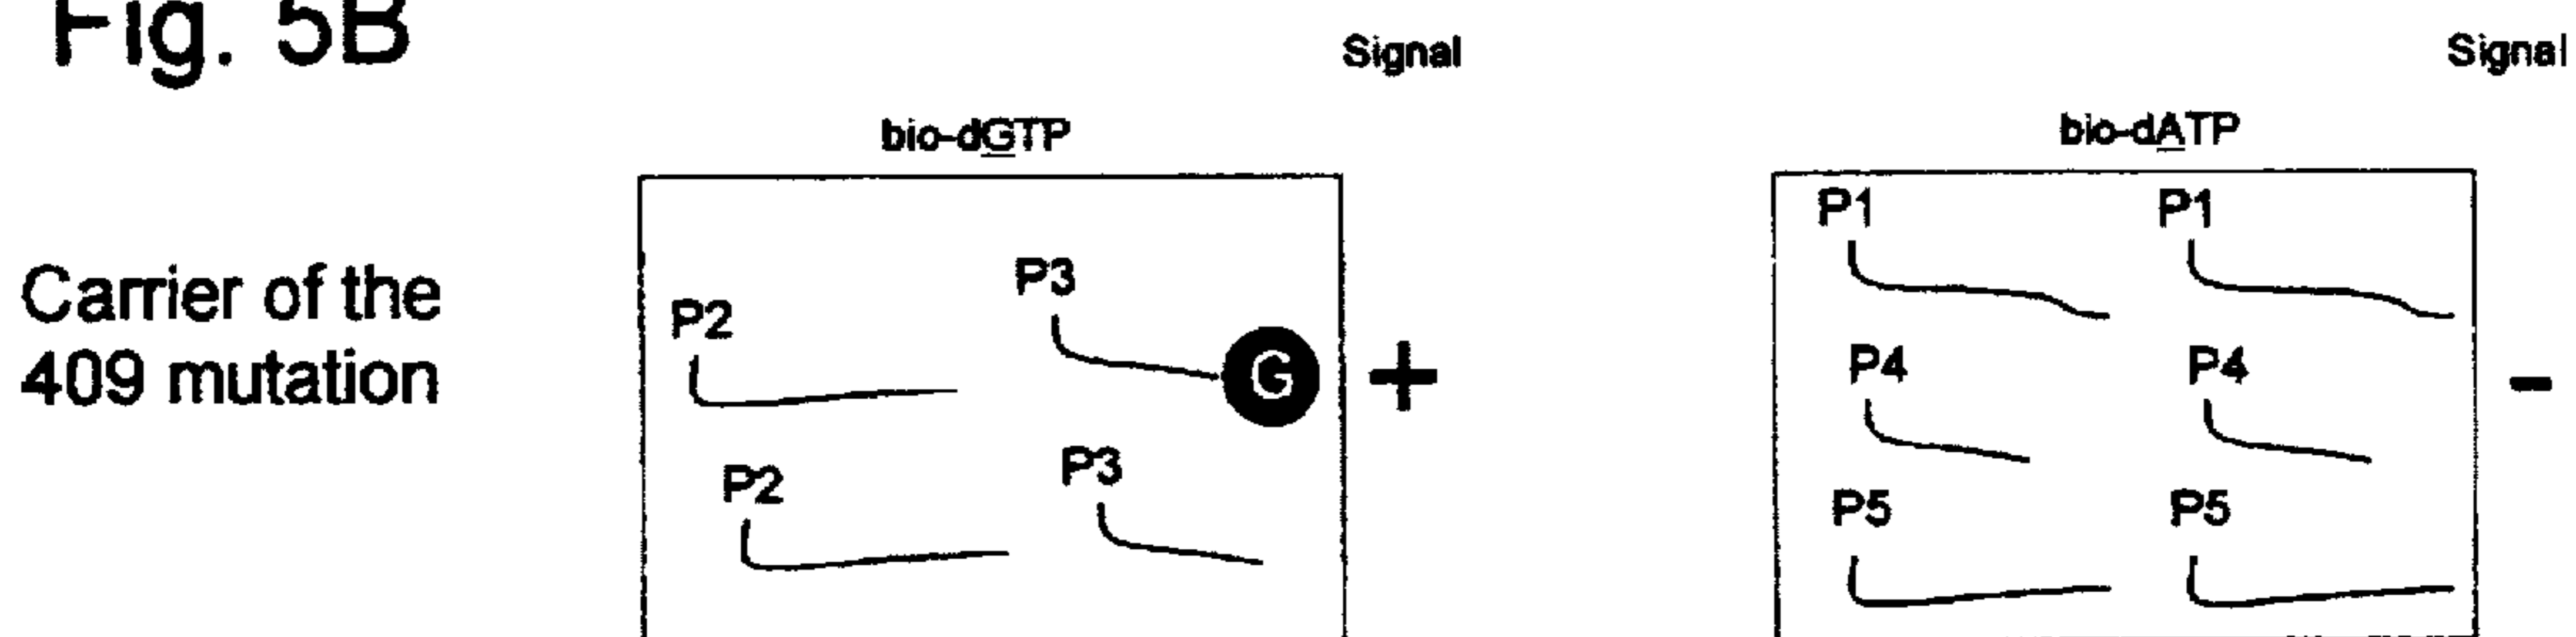 Fig. 5B
Signal
Signal
bio-dGTP
bio-dATP
Carrier of the
409 mutation
P1
P1
P2
P3
G
+
P4
P4
-
P2
P3
P5
P5